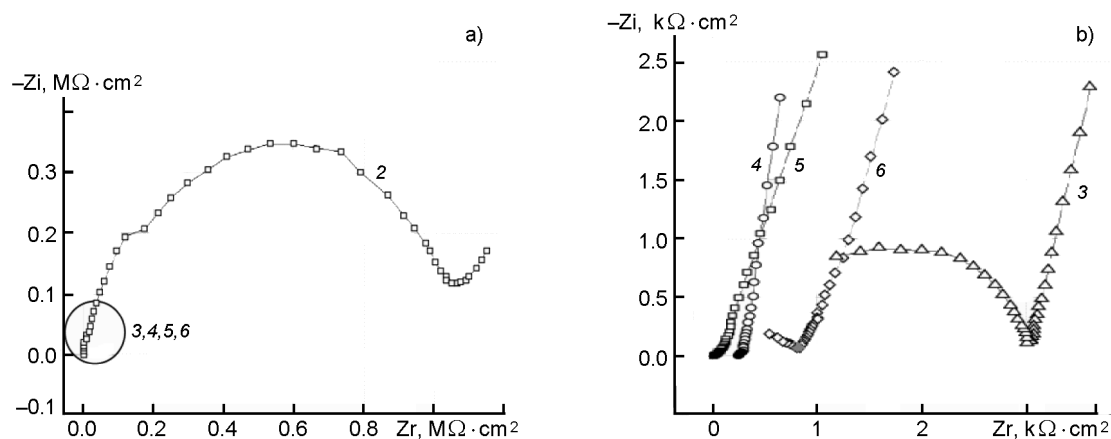 a)
–Zi, MΩ·cm²
0.3
0.2
0.1
0.0
–0.1
2
3,4,5,6
0.0 0.2 0.4 0.6 0.8
Zr, MΩ·cm²
–Zi, kΩ·cm²
b)
2.5
2.0
1.5
1.0
0.5
0.0
4
5
6
3
0 1 2 3
Zr, kΩ·cm²